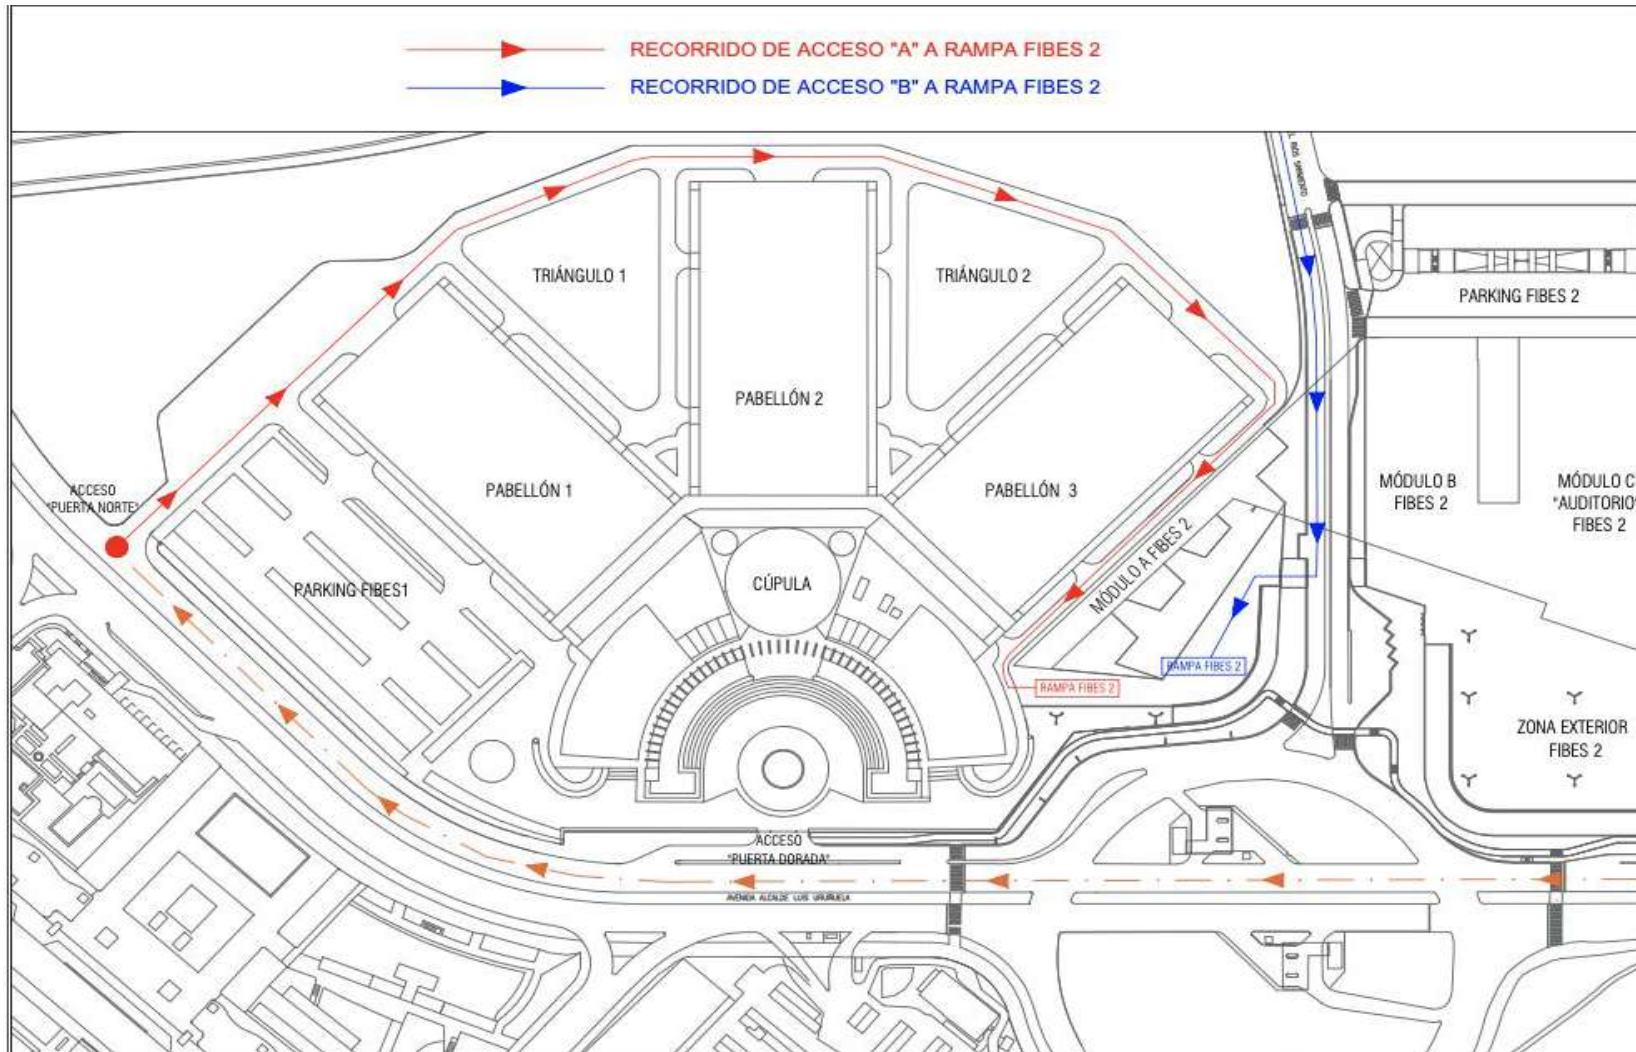 RECORRIDO DE ACCESO "A" A RAMPA FIBES 2
RECORRIDO DE ACCESO "B" A RAMPA FIBES 2
TRIÁNGULO 1
TRIÁNGULO 2
PARKING FIBES 2
PABELLÓN 2
PABELLÓN 1
PABELLÓN 3
ACCESO
"PUERTA NORTE"
MÓDULO B
FIBES 2
MÓDULO C
"AUDITORIO"
FIBES 2
PARKING FIBES1
CÚPULA
MÓDULO A FIBES 2
RAMPA FIBES 2
RAMPA FIBES 2
ZONA EXTERIOR
FIBES 2
ACCESO
"PUERTA DORADA"
AVENIDA ALCALDE LUIS URUÑUELA